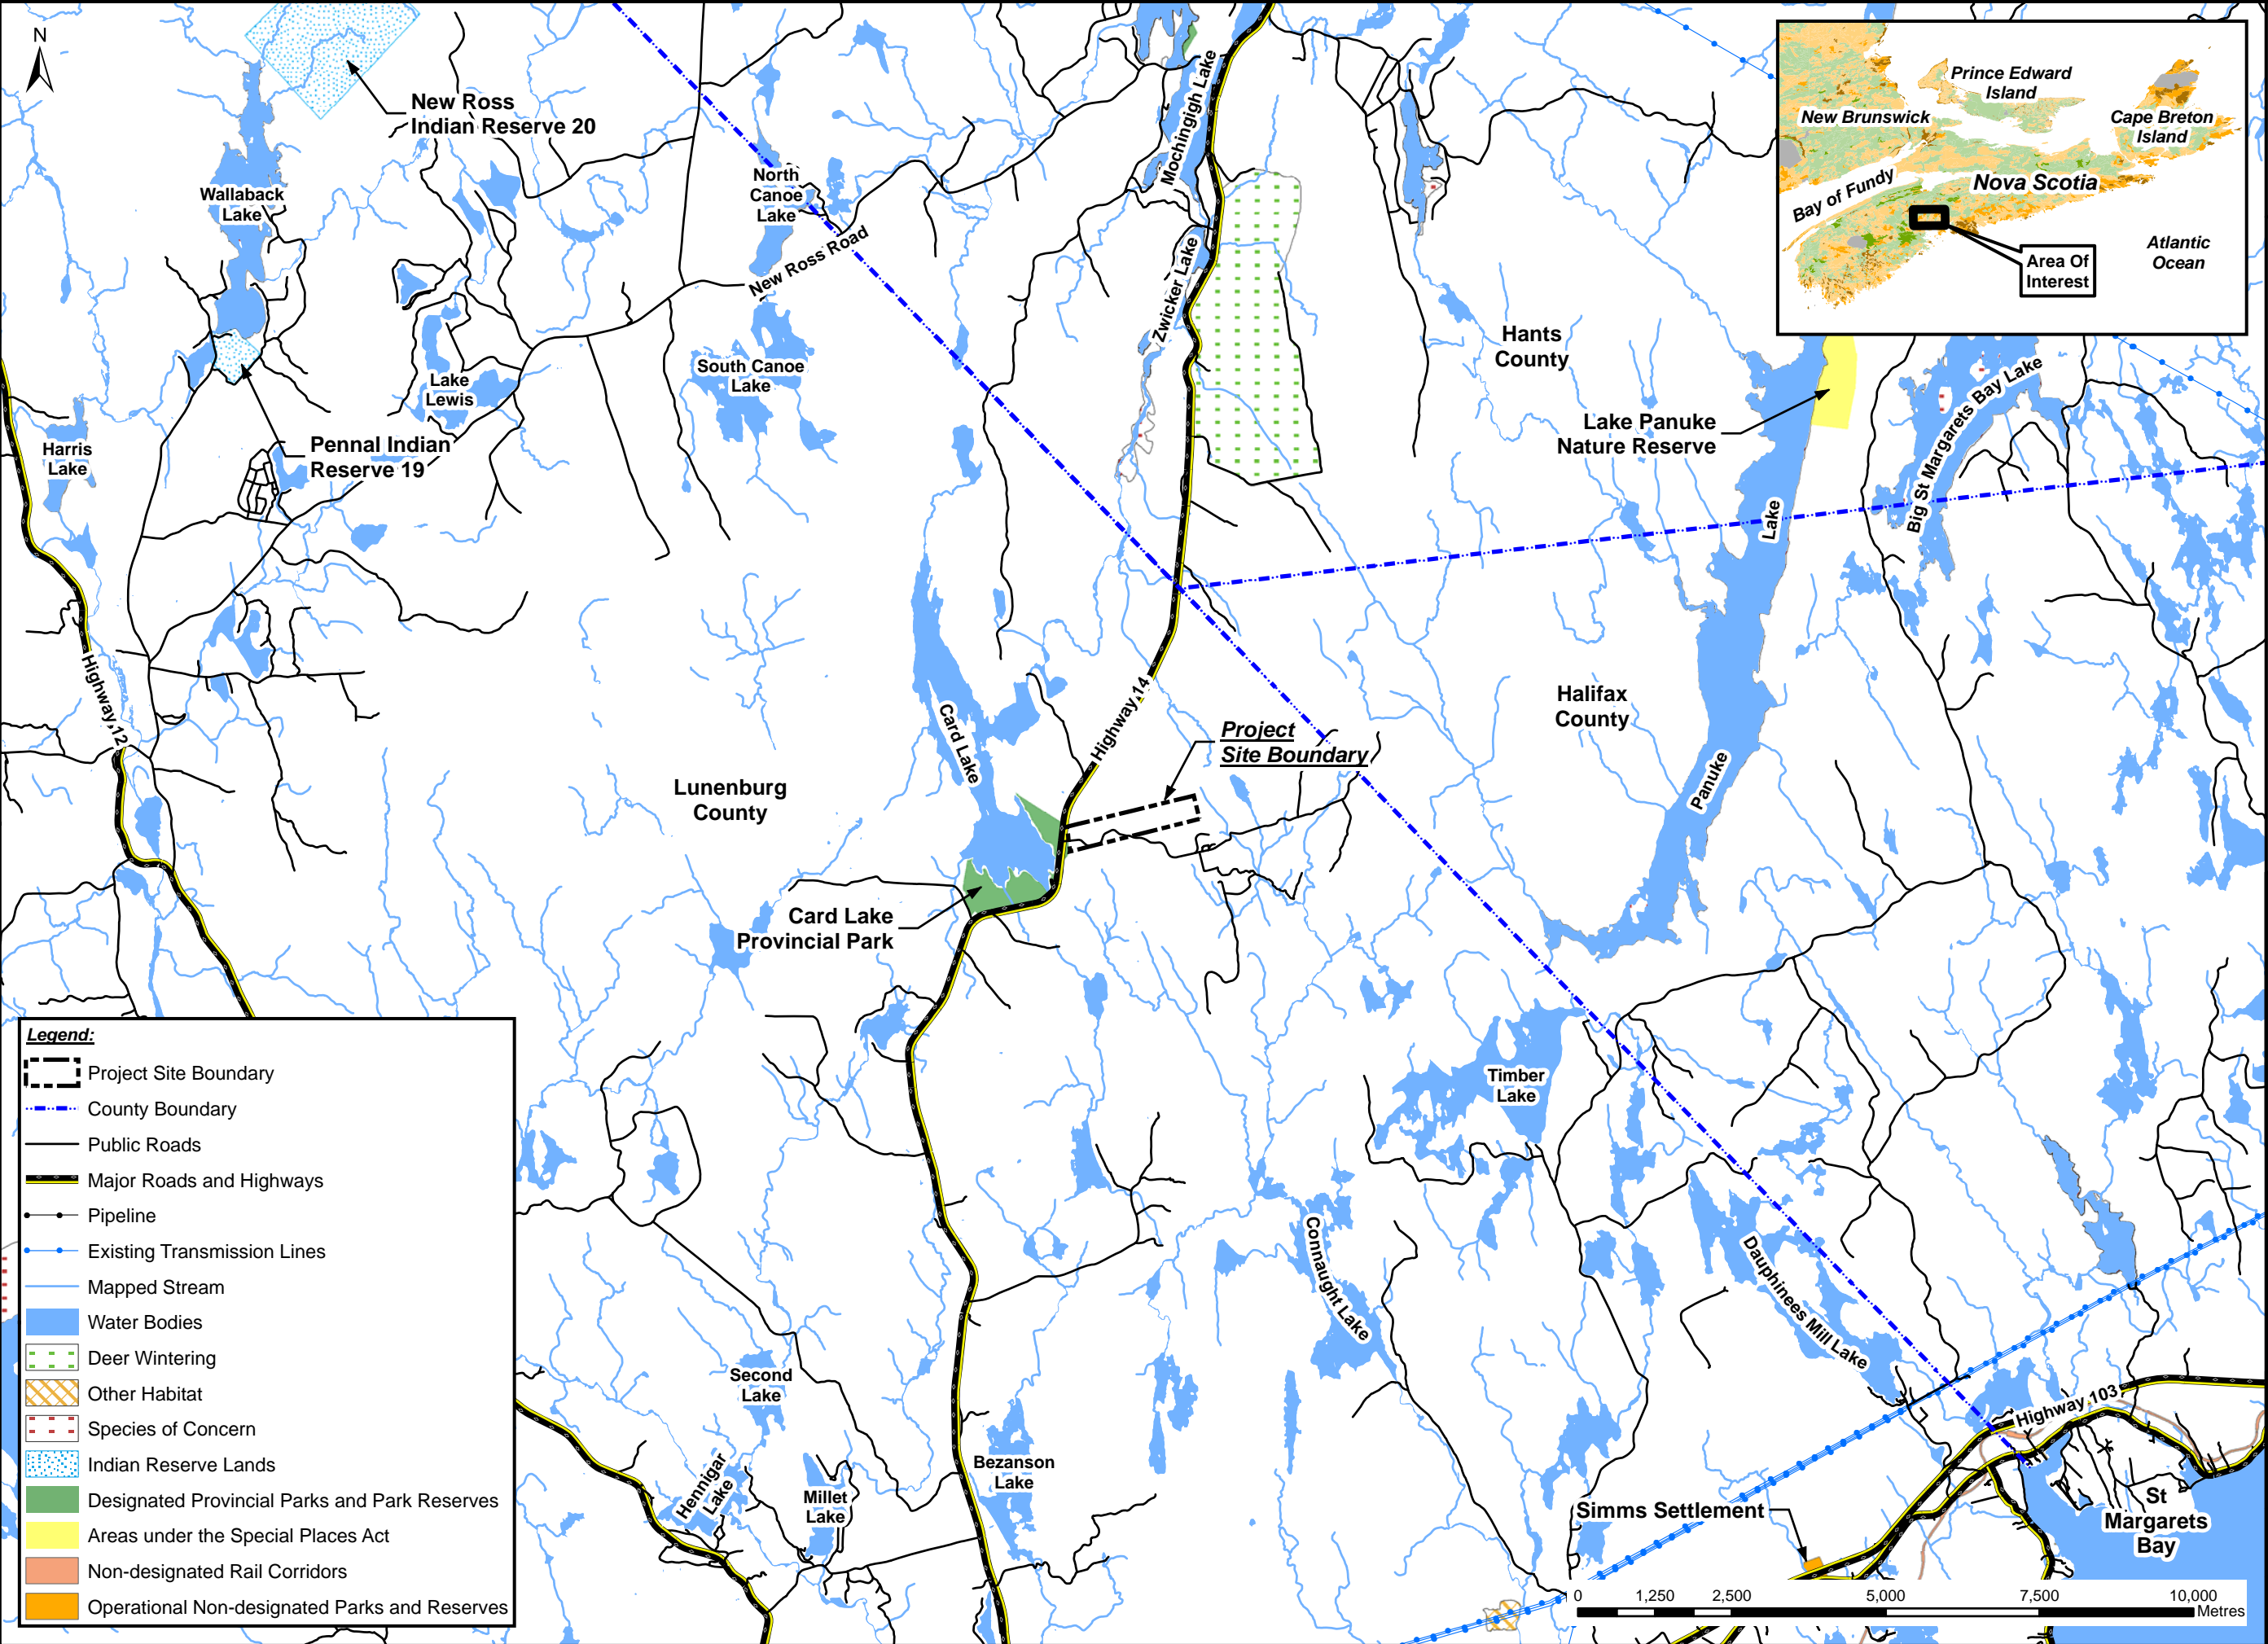 N
New Ross
Indian Reserve 20
Wallaback
Lake
North
Canoe
Lake
New Ross Road
Mochingigh Lake
Zwicker Lake
Prince Edward
Island
New Brunswick
Cape Breton
Island
Bay of Fundy
Nova Scotia
Atlantic
Ocean
Area Of
Interest
Hants
County
South Canoe
Lake
Lake
Lewis
Harris
Lake
Pennal Indian
Reserve 19
Lake Panuke
Nature Reserve
Big St Margarets Bay Lake
Lake
Panuke
Highway 12
Card Lake
Highway 14
Project
Site Boundary
Halifax
County
Lunenburg
County
Card Lake
Provincial Park
Timber
Lake
Connaught Lake
Dauphinees Mill Lake
Second
Lake
Hennigar
Lake
Millet
Lake
Bezanson
Lake
Highway 103
Simms Settlement
St
Margarets
Bay
Legend:
Project Site Boundary
County Boundary
Public Roads
Major Roads and Highways
Pipeline
Existing Transmission Lines
Mapped Stream
Water Bodies
Deer Wintering
Other Habitat
Species of Concern
Indian Reserve Lands
Designated Provincial Parks and Park Reserves
Areas under the Special Places Act
Non-designated Rail Corridors
Operational Non-designated Parks and Reserves
0 1,250 2,500 5,000 7,500 10,000
Metres